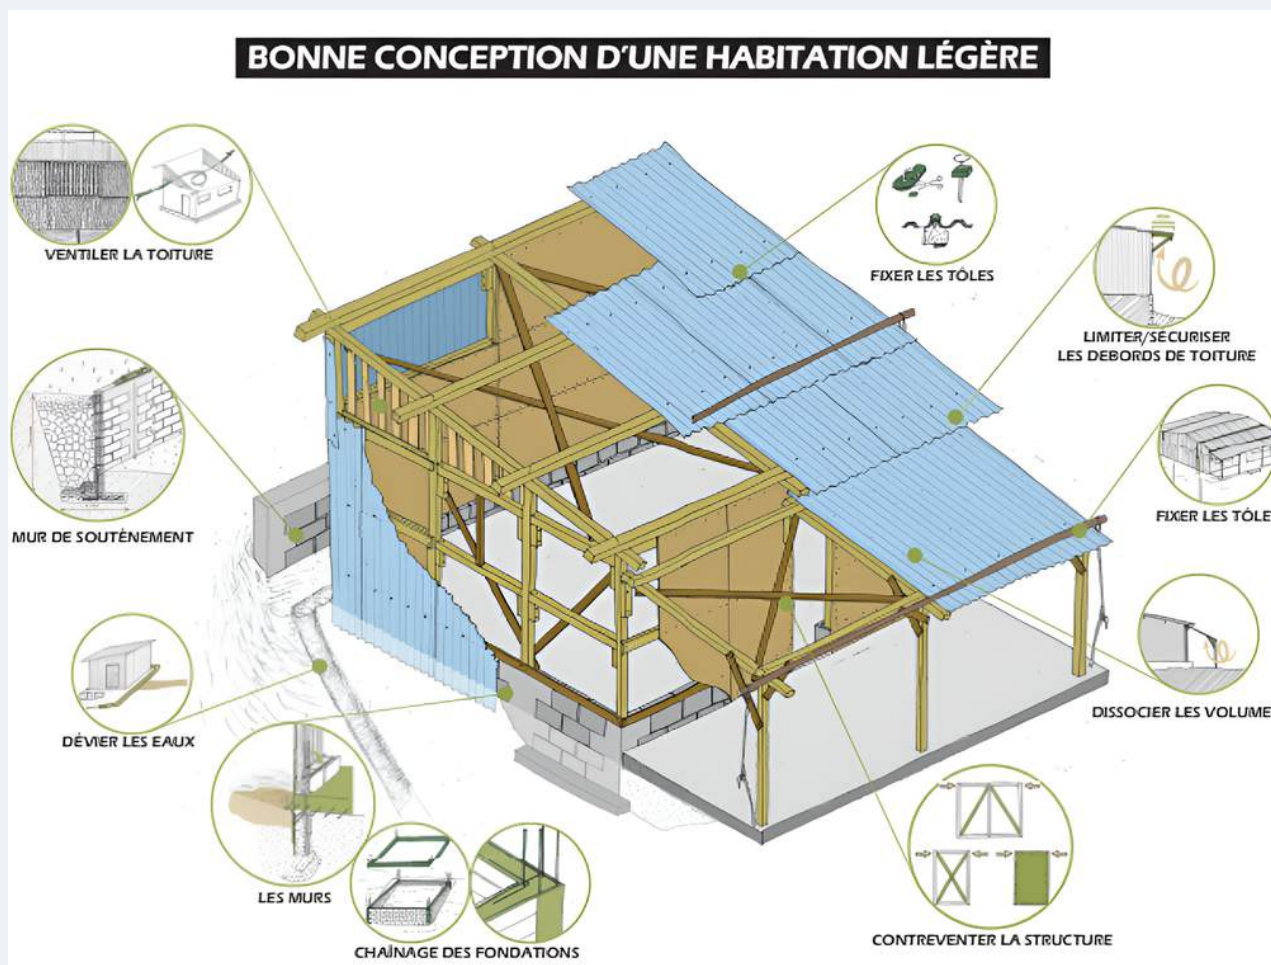 BONNE CONCEPTION D'UNE HABITATION LÉGÈRE
VENTILER LA TOITURE
FIXER LES TÔLES
LIMITER/SÉCURISER
LES DEBORDS DE TOITURE
MUR DE SOUTÉNEMENT
FIXER LES TÔLE
DÉVIER LES EAUX
DISSOCIER LES VOLUME
LES MURS
CHAÎNAGE DES FONDATIONS
CONTREVENTER LA STRUCTURE